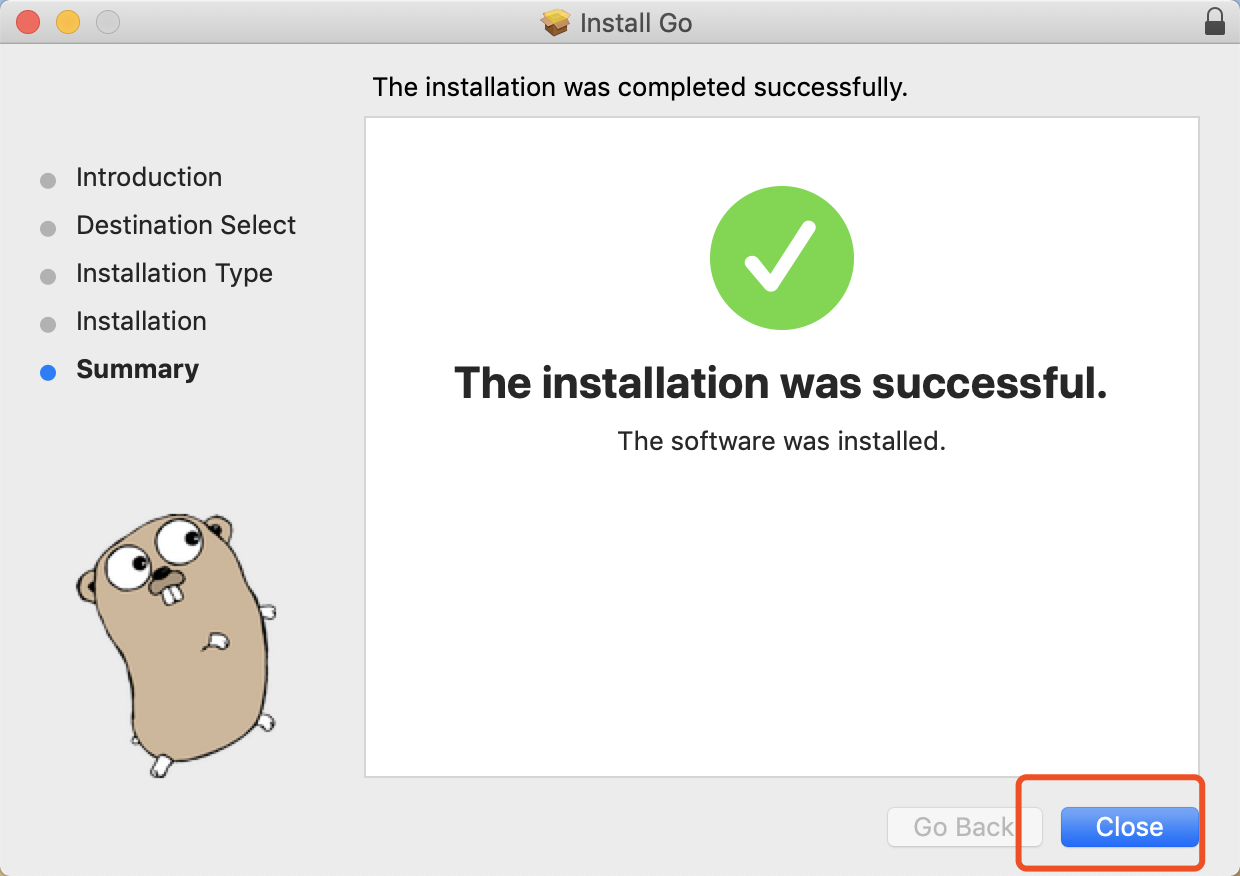 Install Go
The installation was completed successfully.
Introduction
Destination Select
Installation Type
Installation
Summary
The installation was successful.
The software was installed.
Go Back
Close